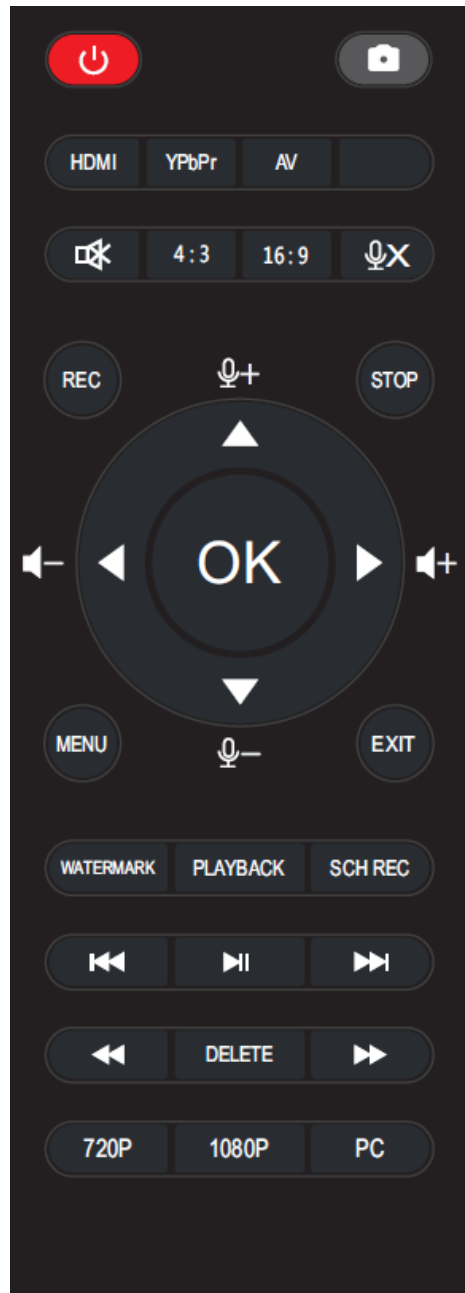 HDMI YPbPr AV
4:3 16:9 X
REC + STOP
- OK +
MENU - EXIT
WATERMARK PLAYBACK SCH REC
DELETE
720P 1080P PC